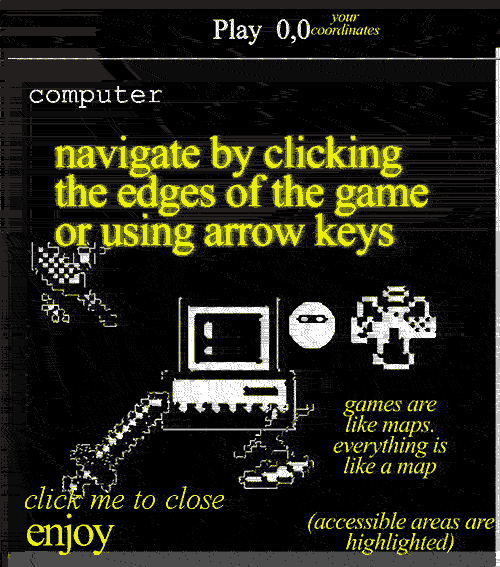 Play 0,0 your
coordinates
computer
navigate by clicking
the edges of the game
or using arrow keys
games are
like maps.
everything is
like a map
click me to close
enjoy
(accessible areas are
highlighted)